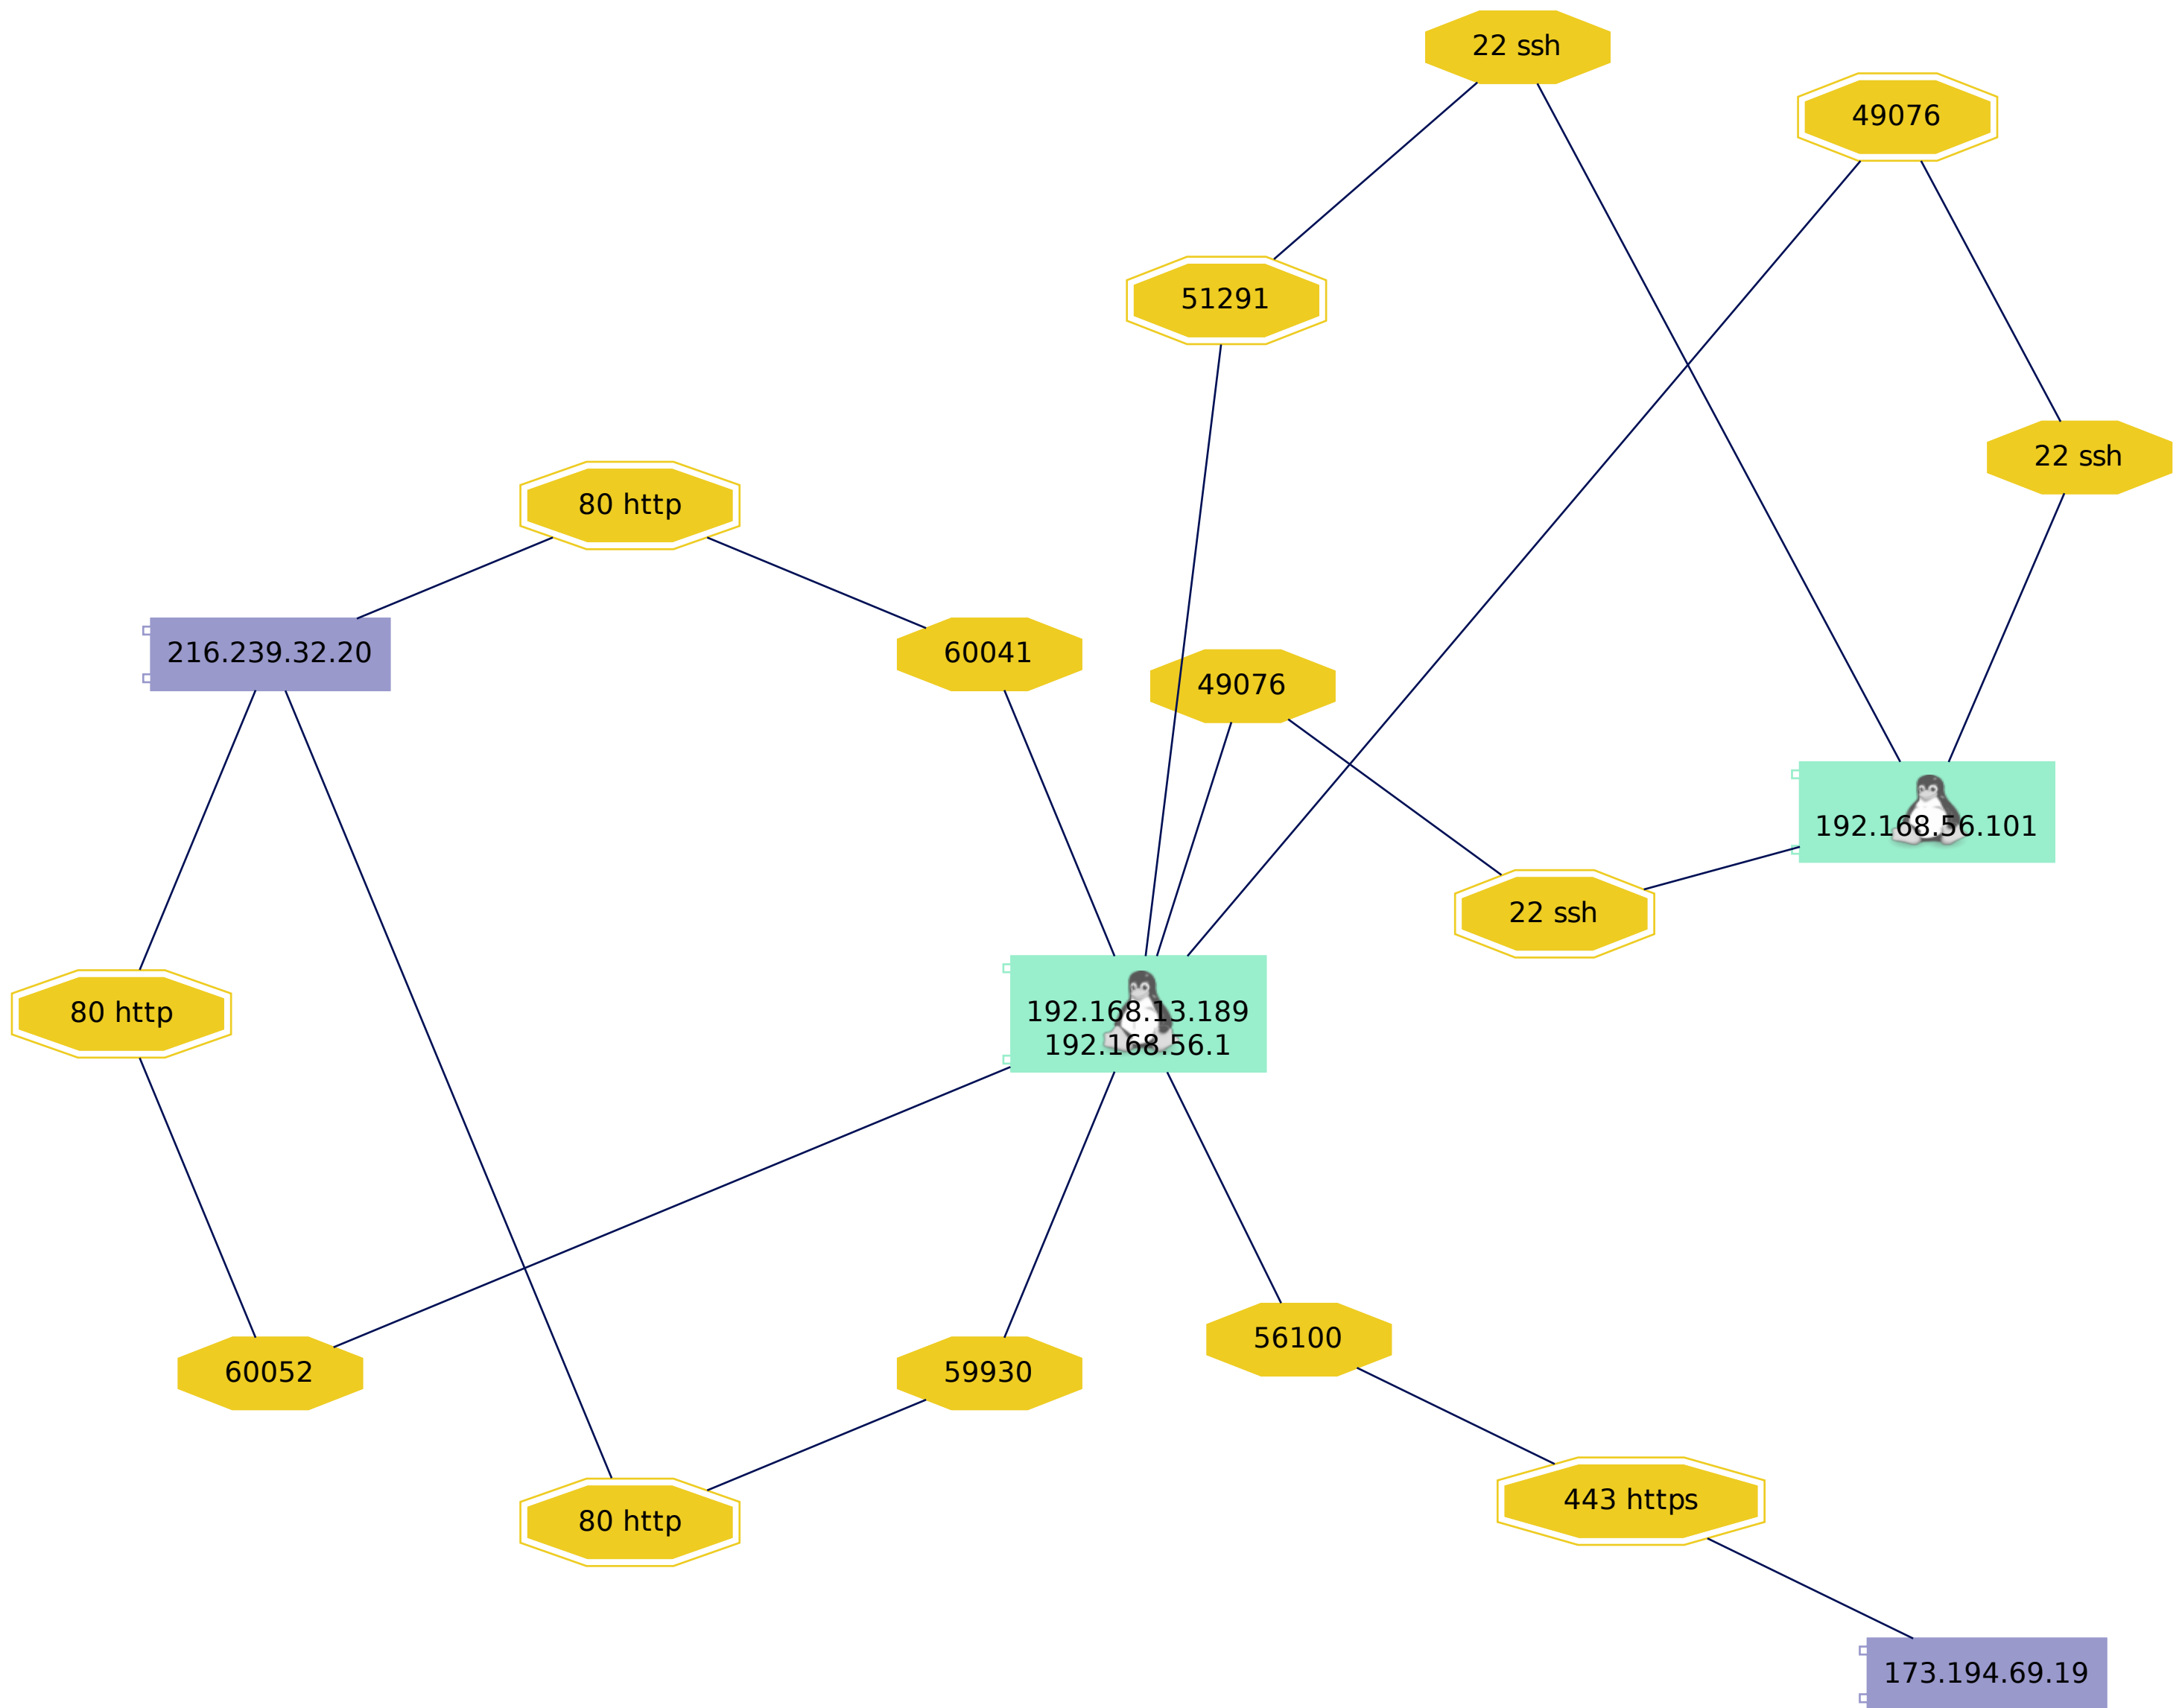 22 ssh
49076
51291
22 ssh
80 http
216.239.32.20
60041
49076
192.168.56.101
22 ssh
80 http
192.168.13.189
192.168.56.1
60052
59930
56100
443 https
80 http
173.194.69.19